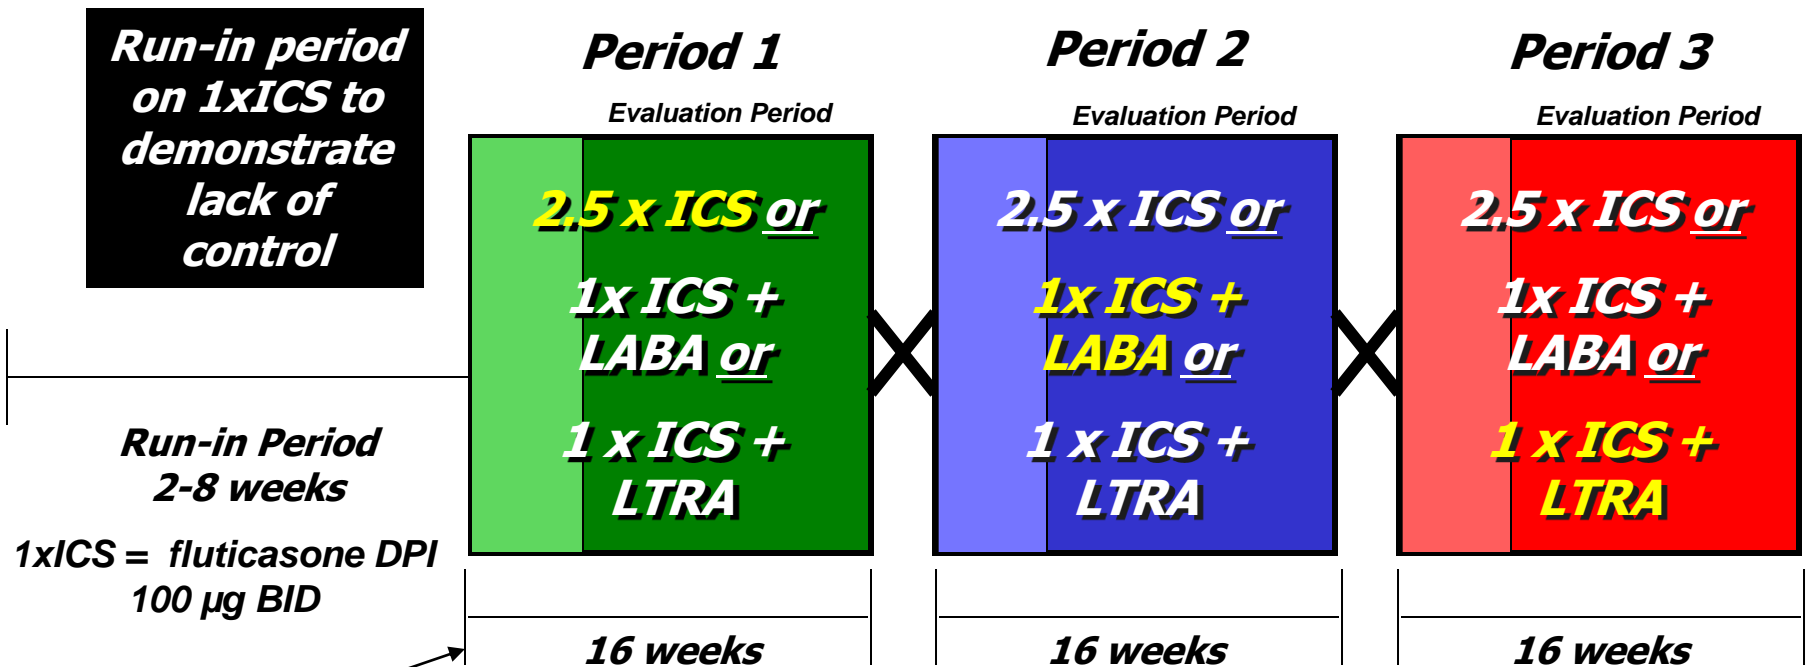 Run-in period
on 1xICS to
demonstrate
lack of
control
Period 1
Evaluation Period
2.5 x ICS or
1x ICS +
LABA or
1 x ICS +
LTRA
Period 2
Evaluation Period
2.5 x ICS or
1x ICS +
LABA or
1 x ICS +
LTRA
Period 3
Evaluation Period
2.5 x ICS or
1x ICS +
LABA or
1 x ICS +
LTRA
Run-in Period
2-8 weeks
1xICS = fluticasone DPI
100 µg BID
16 weeks
16 weeks
16 weeks